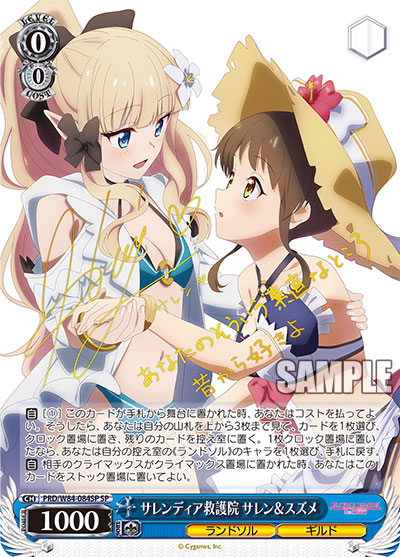 LEVEL
0
0
COST
サレン
あなたのそういう素直なところ
昔から好きよ
SAMPLE
自 [①] このカードが手札から舞台に置かれた時、あなたはコストを払ってよ
い。そうしたら、あなたは自分の山札を上から3枚まで見て、カードを1枚選び、
クロック置場に置き、残りのカードを控え室に置く。1枚クロック置場に置い
たなら、あなたは自分の控え室の《ランドソル》のキャラを1枚選び、手札に戻す。
自 相手のクライマックスがクライマックス置場に置かれた時、あなたはこのカー
ドをストック置場に置いてよい。
CH
PRD/W84-084SP SP
サレンディア救護院 サレン&スズメ
POWER
1000
ランドソル
ギルド
© Cygames, Inc.